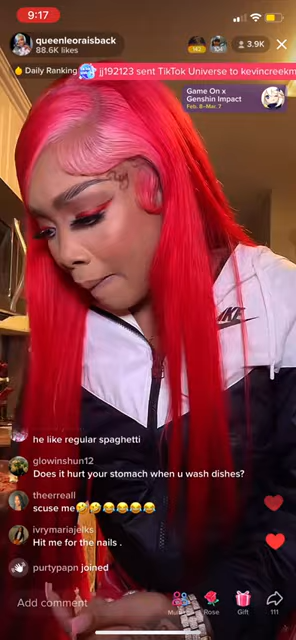 9:17
queenleoraisback
88.6K likes
3.9K
Daily Ranking
jj192123 sent TikTok Universe to kevincreekm
Game On x
Genshin Impact
Feb. 8–Mar. 7
NIKE
he like regular spaghetti
glowinshun12
Does it hurt your stomach when u wash dishes?
theerreall
scuse me🤣🤣😂😂😂😂
ivrymariajelks
Hit me for the nails .
purtypapn joined
Add comment
Rose
Gift
111